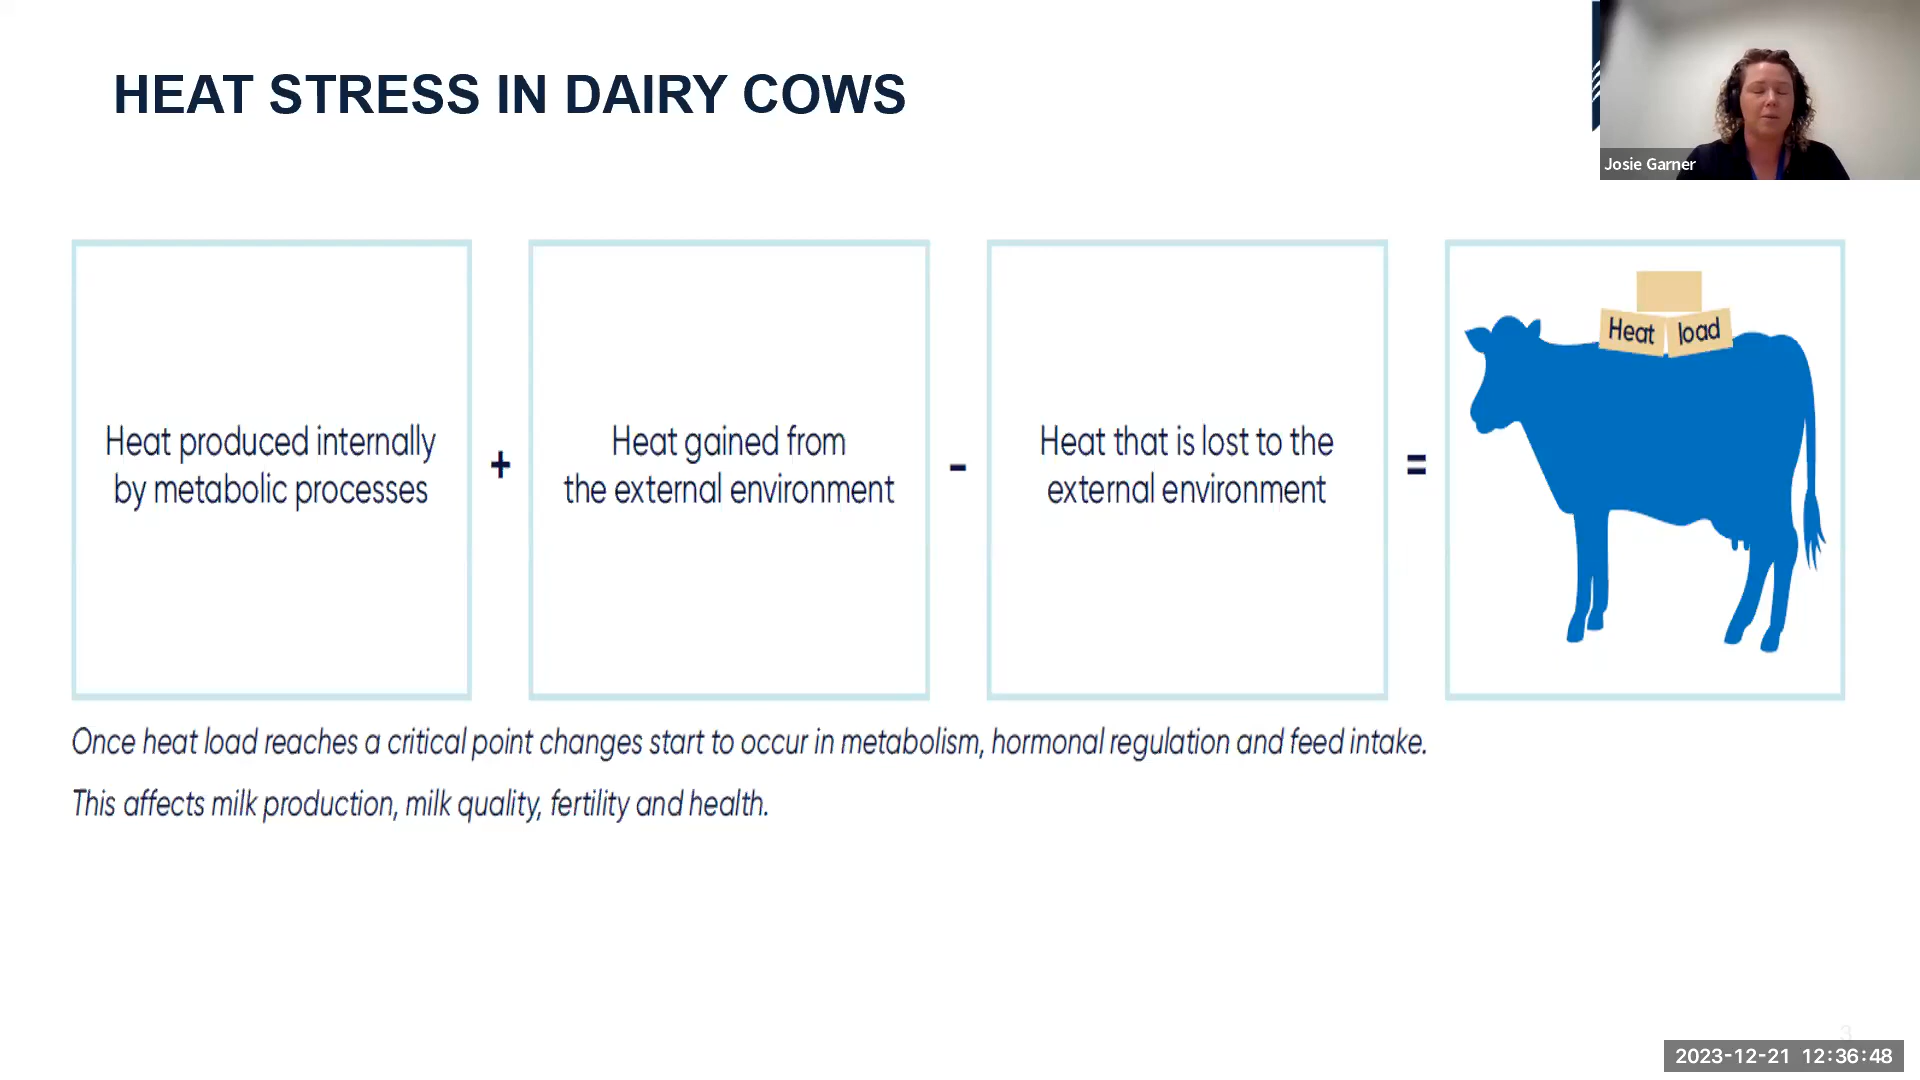 HEAT STRESS IN DAIRY COWS
Josie Garner
Heat produced internally
by metabolic processes
+
Heat gained from
the external environment
-
Heat that is lost to the
external environment
=
Heat load
Once heat load reaches a critical point changes start to occur in metabolism, hormonal regulation and feed intake.
This affects milk production, milk quality, fertility and health.
3
2023-12-21 12:36:48